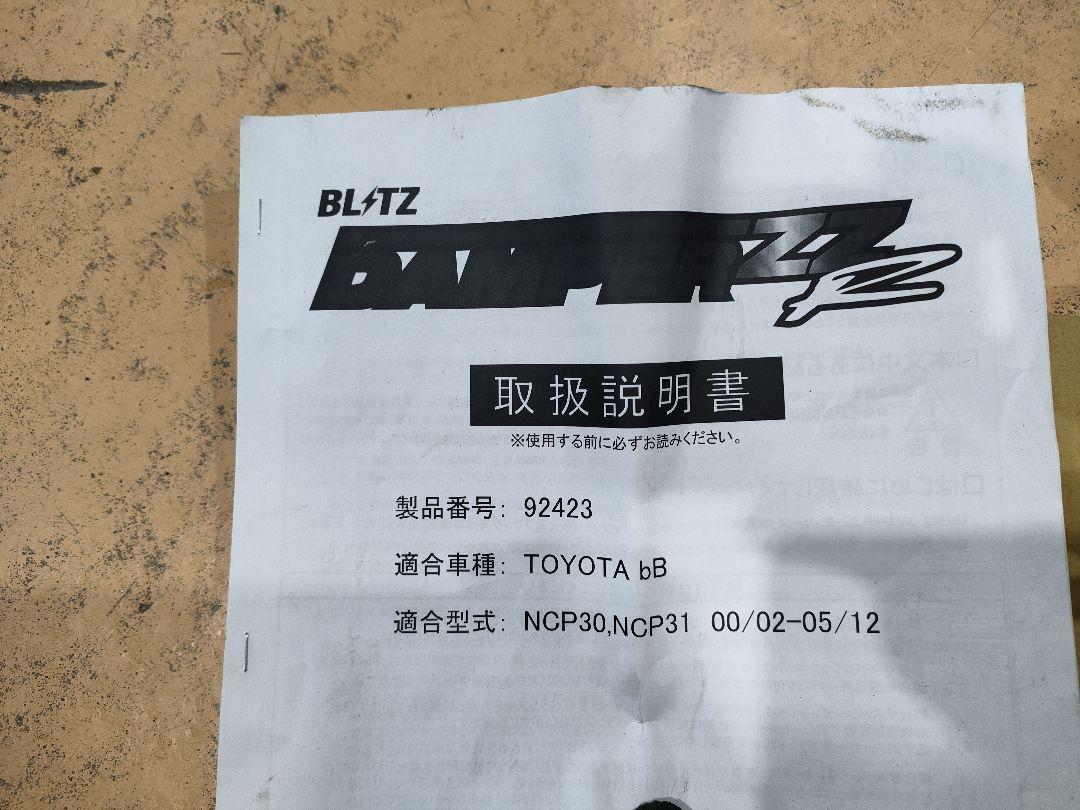 BLITZ
DAMPER ZZ-R
取扱説明書
※使用する前に必ずお読みください。
製品番号: 92423
適合車種: TOYOTA bB
適合型式: NCP30,NCP31 00/02-05/12